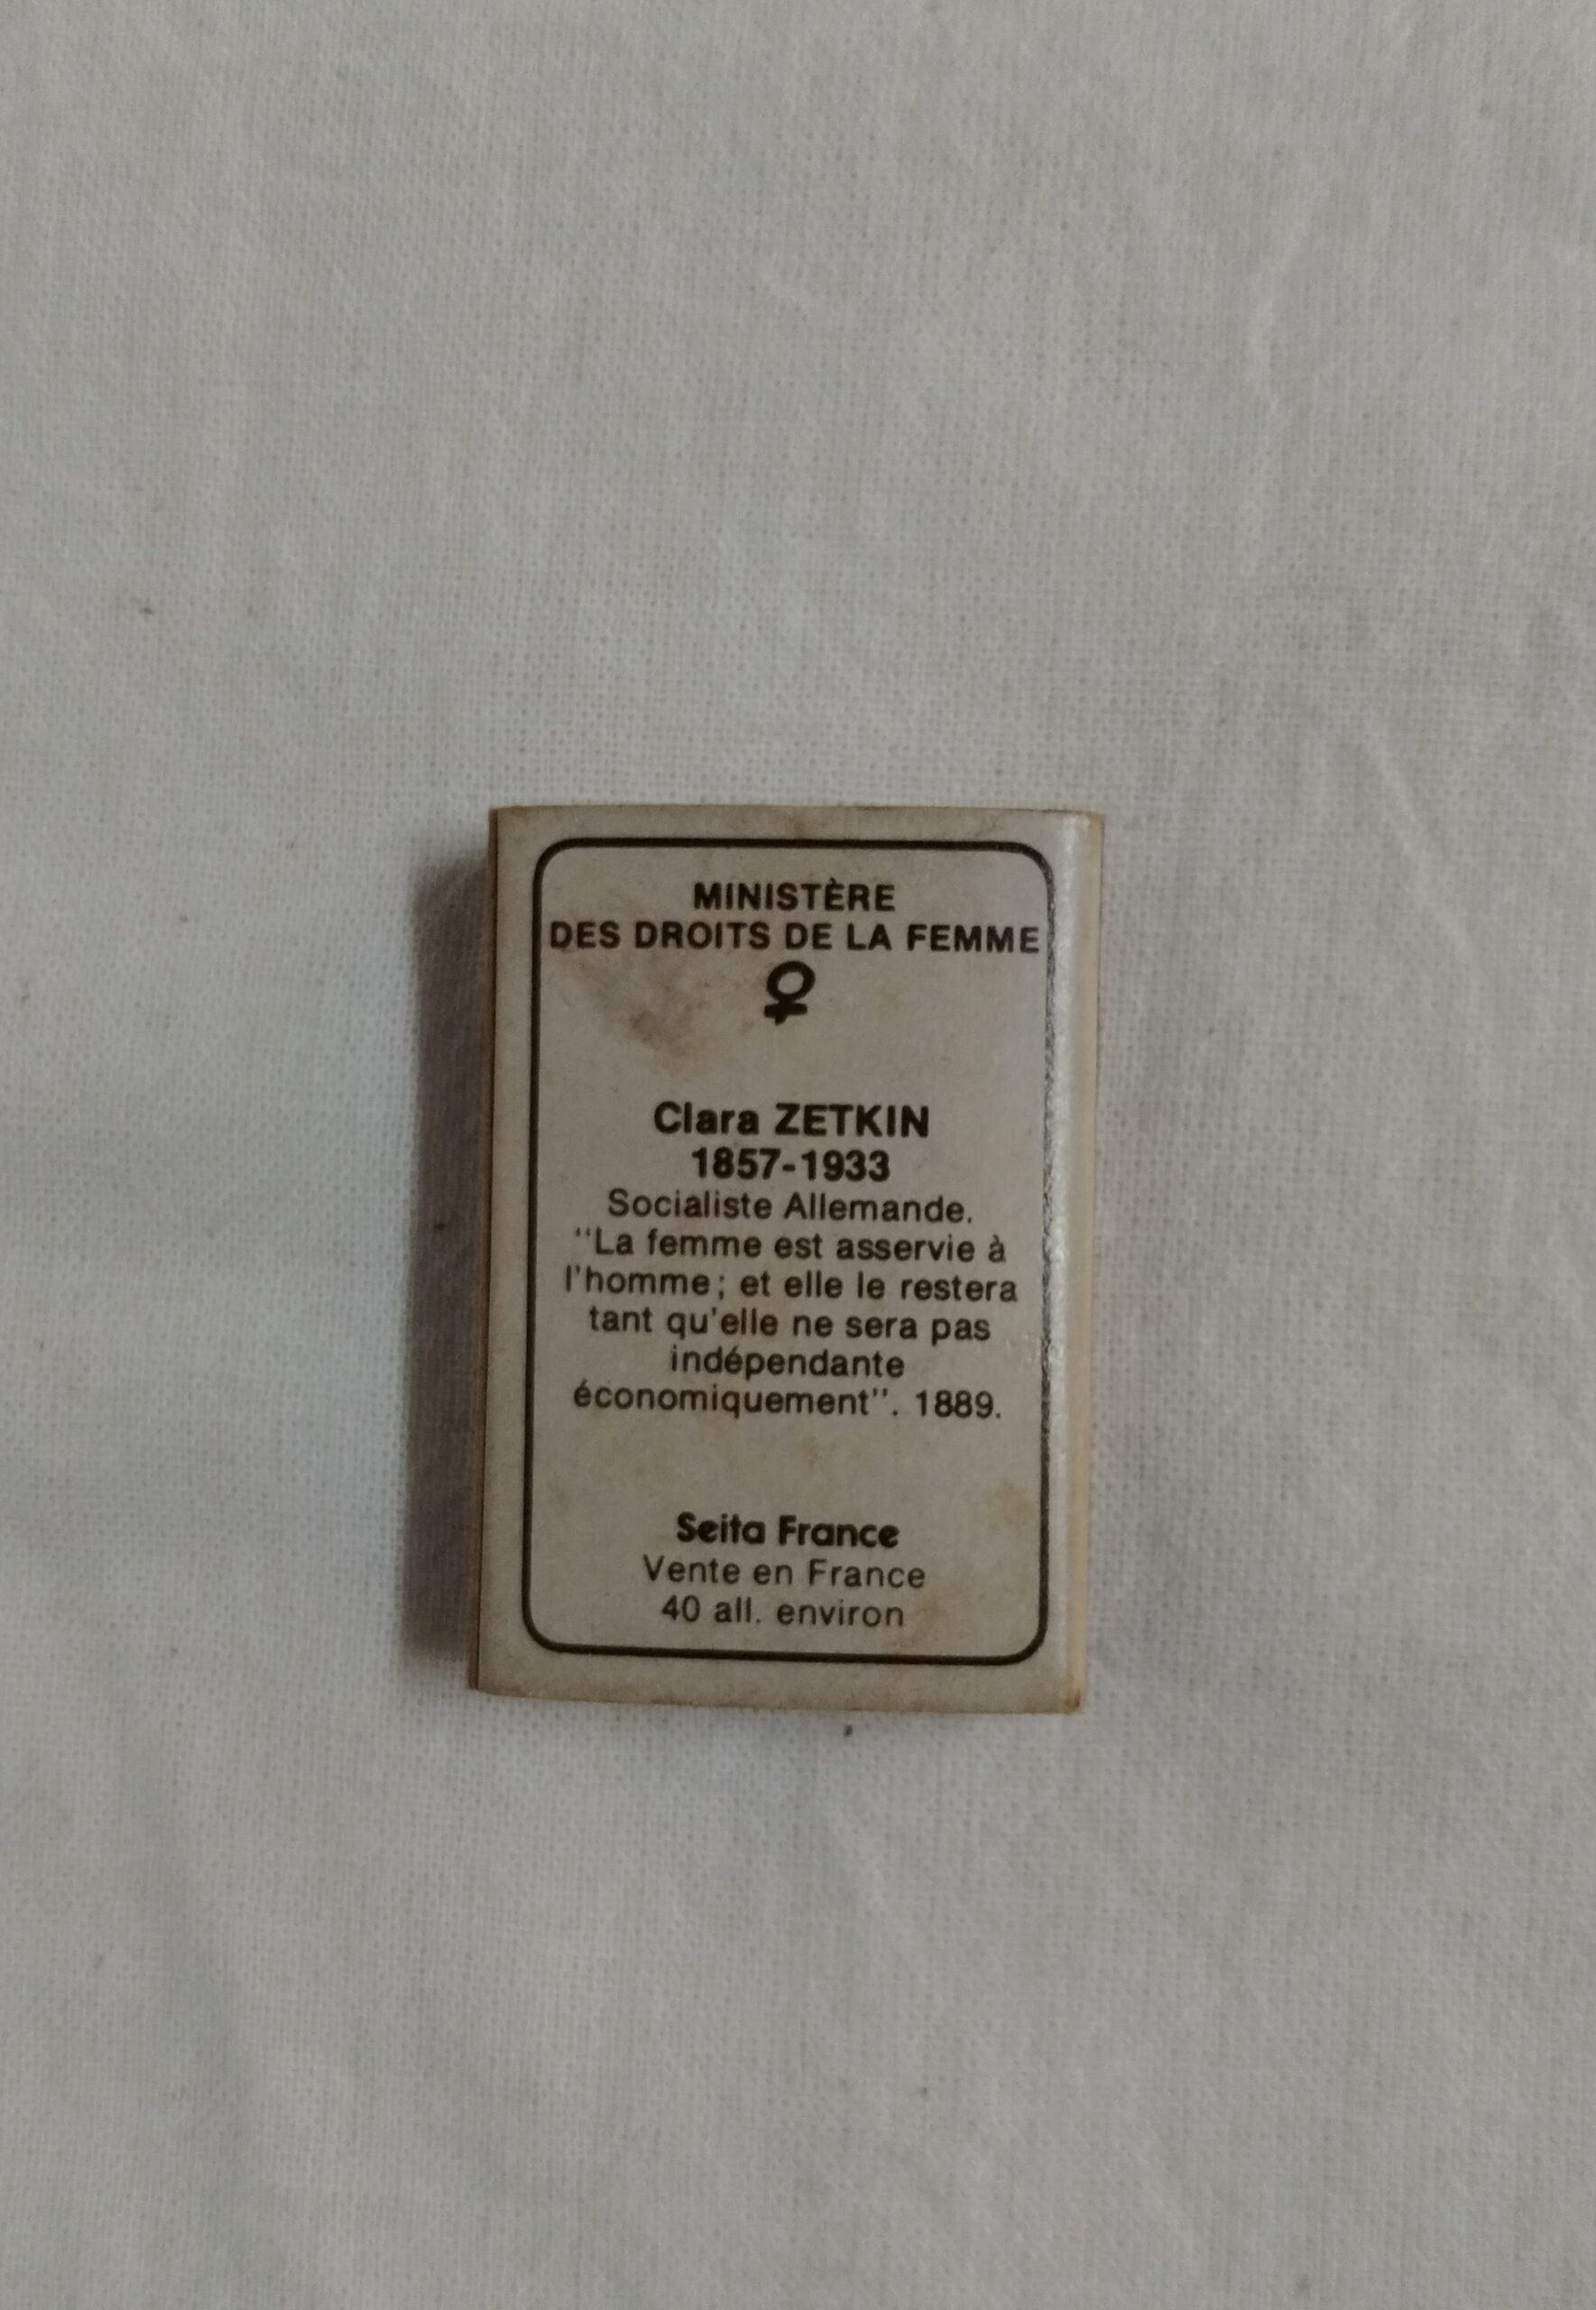 MINISTÈRE
DES DROITS DE LA FEMME
♀
Clara ZETKIN
1857-1933
Socialiste Allemande.
"La femme est asservie à
l'homme; et elle le restera
tant qu'elle ne sera pas
indépendante
économiquement". 1889.
Seita France
Vente en France
40 all. environ